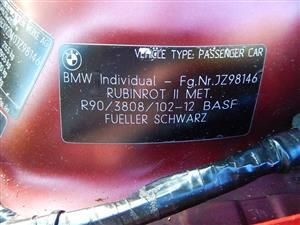 VEHICLE TYPE: PASSENGER CAR
BMW Individual - Fg.Nr.JZ98146
RUBINROT II MET.
R90/3808/102-12 BASF
FUELLER SCHWARZ
JZ98146